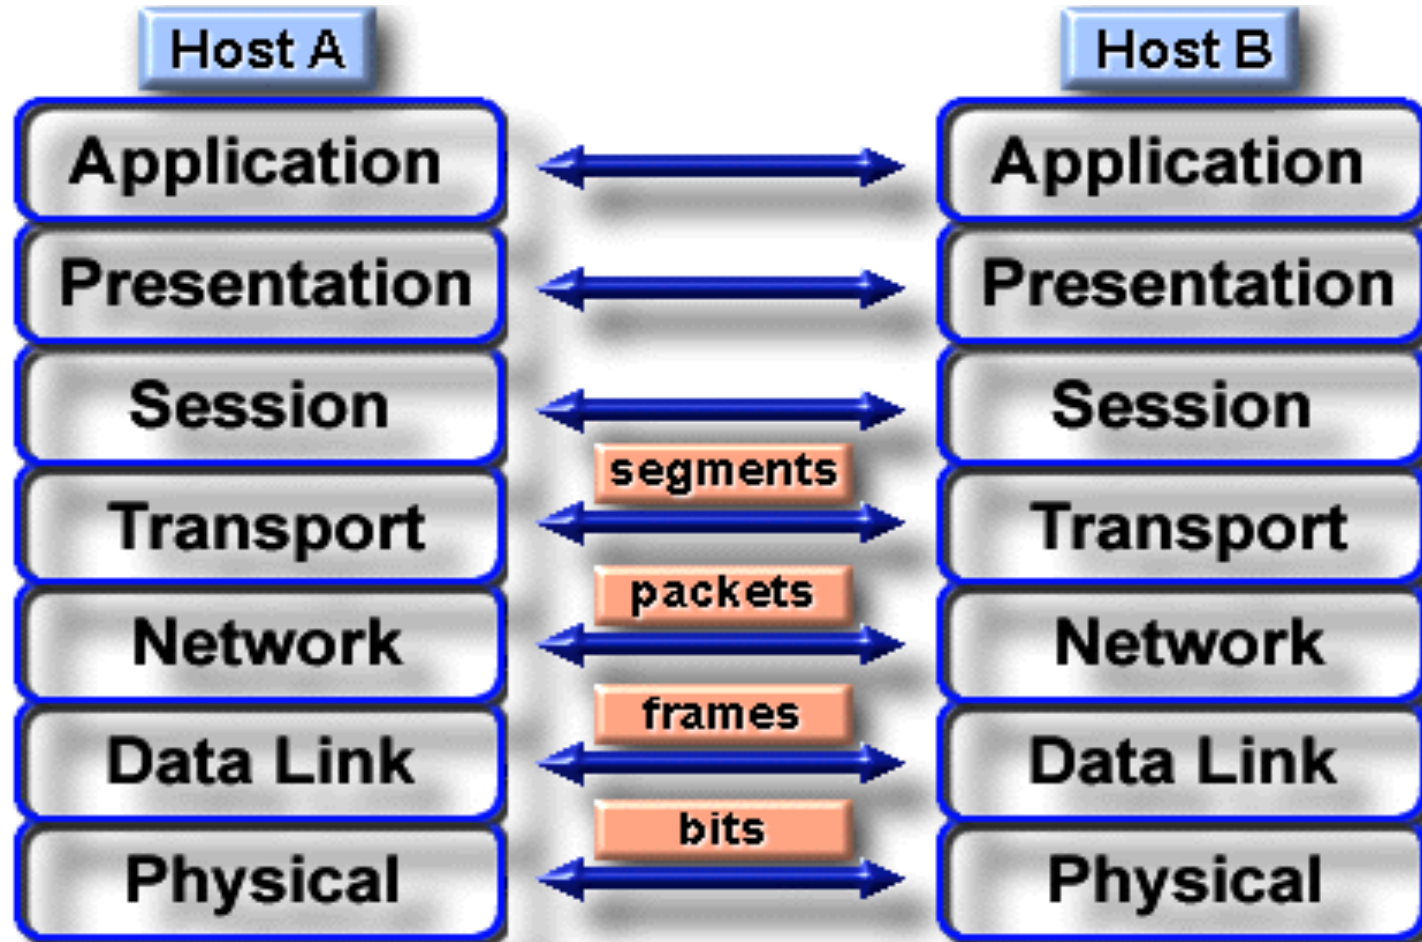 Host A
Host B
Application
Application
Presentation
Presentation
Session
Session
segments
Transport
Transport
packets
Network
Network
frames
Data Link
Data Link
bits
Physical
Physical